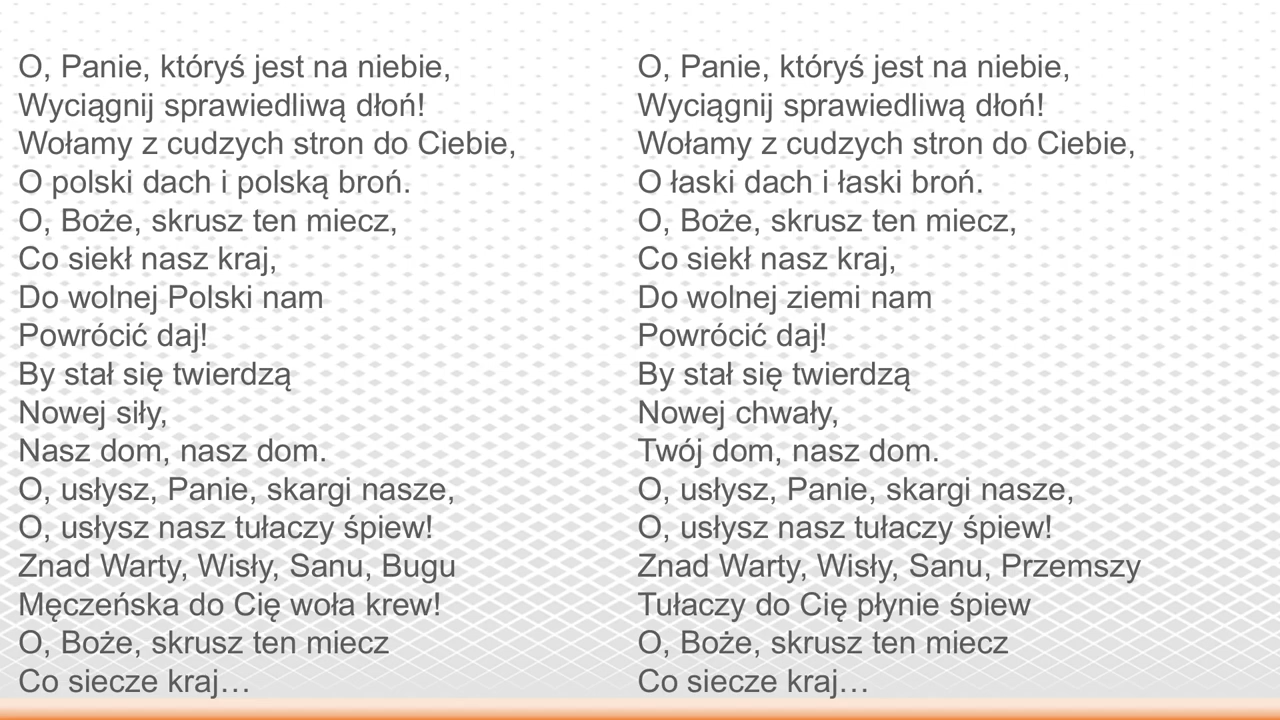 O, Panie, któryś jest na niebie,
Wyciągnij sprawiedliwą dłoń!
Wołamy z cudzych stron do Ciebie,
O polski dach i polską broń.
O, Boże, skrusz ten miecz,
Co siekł nasz kraj,
Do wolnej Polski nam
Powrócić daj!
By stał się twierdzą
Nowej siły,
Nasz dom, nasz dom.
O, usłysz, Panie, skargi nasze,
O, usłysz nasz tułaczy śpiew!
Znad Warty, Wisły, Sanu, Bugu
Męczeńska do Cię woła krew!
O, Boże, skrusz ten miecz
Co siecze kraj…
O, Panie, któryś jest na niebie,
Wyciągnij sprawiedliwą dłoń!
Wołamy z cudzych stron do Ciebie,
O łaski dach i łaski broń.
O, Boże, skrusz ten miecz,
Co siekł nasz kraj,
Do wolnej ziemi nam
Powrócić daj!
By stał się twierdzą
Nowej chwały,
Twój dom, nasz dom.
O, usłysz, Panie, skargi nasze,
O, usłysz nasz tułaczy śpiew!
Znad Warty, Wisły, Sanu, Przemszy
Tułaczy do Cię płynie śpiew
O, Boże, skrusz ten miecz
Co siecze kraj…